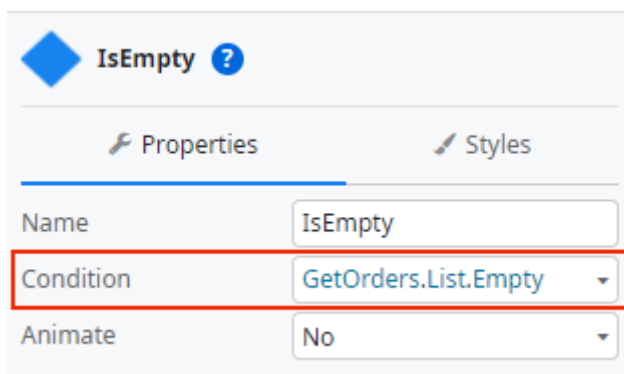 IsEmpty ?
Properties Styles
Name IsEmpty
Condition GetOrders.List.Empty
Animate No